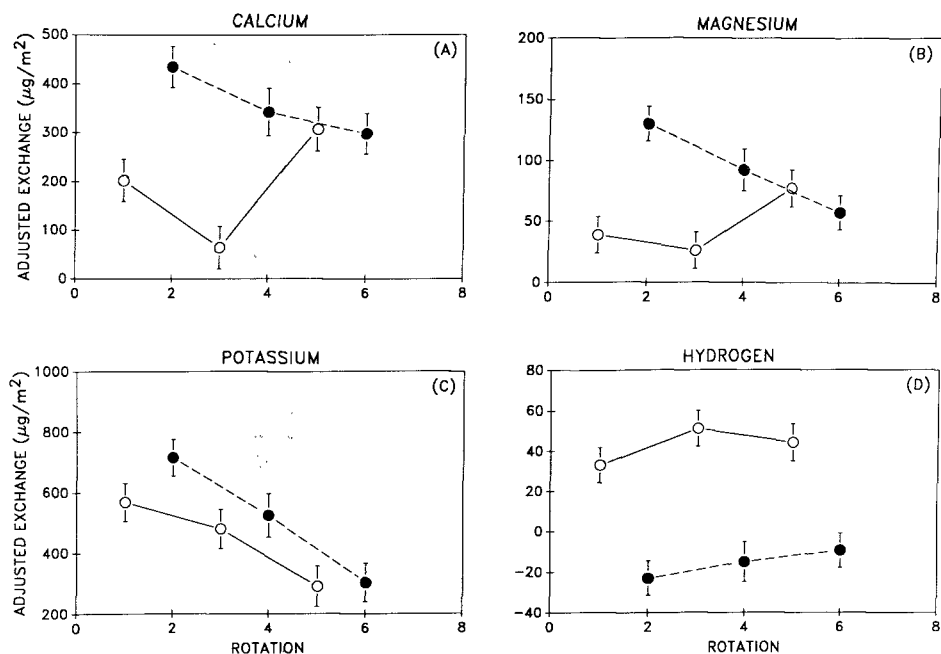 CALCIUM
(A)
ADJUSTED EXCHANGE (μg/m²)
500
400
300
200
100
0
0 2 4 6 8
MAGNESIUM
(B)
200
150
100
50
0
0 2 4 6 8
POTASSIUM
(C)
ADJUSTED EXCHANGE (μg/m²)
1000
800
600
400
200
0 2 4 6 8
ROTATION
HYDROGEN
(D)
80
60
40
20
0
-20
-40
0 2 4 6 8
ROTATION